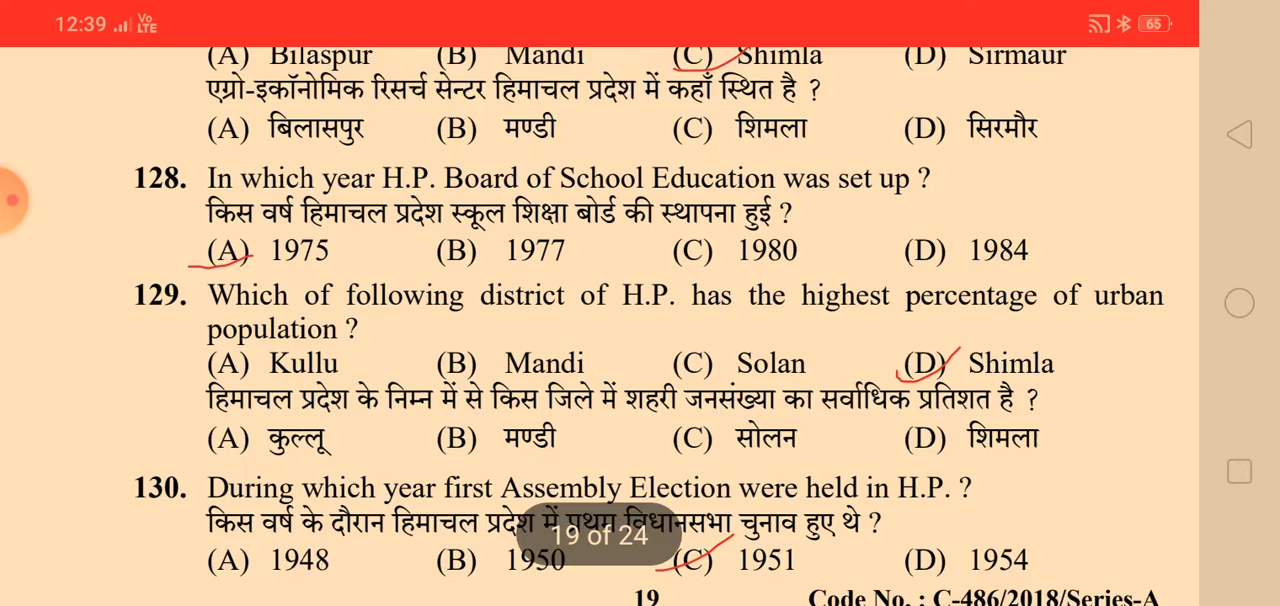 12:39 Vo LTE 65
(A) Bilaspur (B) Mandi (C) Shimla (D) Sirmaur
एग्रो-इकॉनोमिक रिसर्च सेन्टर हिमाचल प्रदेश में कहाँ स्थित है ?
(A) बिलासपुर (B) मण्डी (C) शिमला (D) सिरमौर
128. In which year H.P. Board of School Education was set up ?
किस वर्ष हिमाचल प्रदेश स्कूल शिक्षा बोर्ड की स्थापना हुई ?
(A) 1975 (B) 1977 (C) 1980 (D) 1984
129. Which of following district of H.P. has the highest percentage of urban
population ?
(A) Kullu (B) Mandi (C) Solan (D) Shimla
हिमाचल प्रदेश के निम्न में से किस जिले में शहरी जनसंख्या का सर्वाधिक प्रतिशत है ?
(A) कुल्लू (B) मण्डी (C) सोलन (D) शिमला
130. During which year first Assembly Election were held in H.P. ?
किस वर्ष के दौरान हिमाचल प्रदेश में प्रथम विधानसभा चुनाव हुए थे ?
19 of 24
(A) 1948 (B) 1950 (C) 1951 (D) 1954
19 Code No. : C-486/2018/Series-A